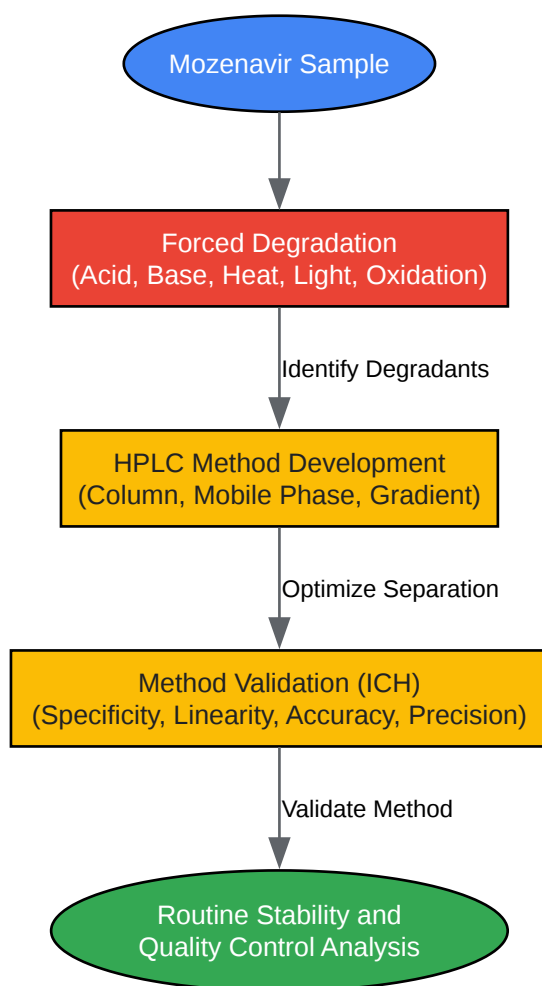 Mozenavir Sample
Forced Degradation
(Acid, Base, Heat, Light, Oxidation)
Identify Degradants
HPLC Method Development
(Column, Mobile Phase, Gradient)
Optimize Separation
Method Validation (ICH)
(Specificity, Linearity, Accuracy, Precision)
Validate Method
Routine Stability and
Quality Control Analysis